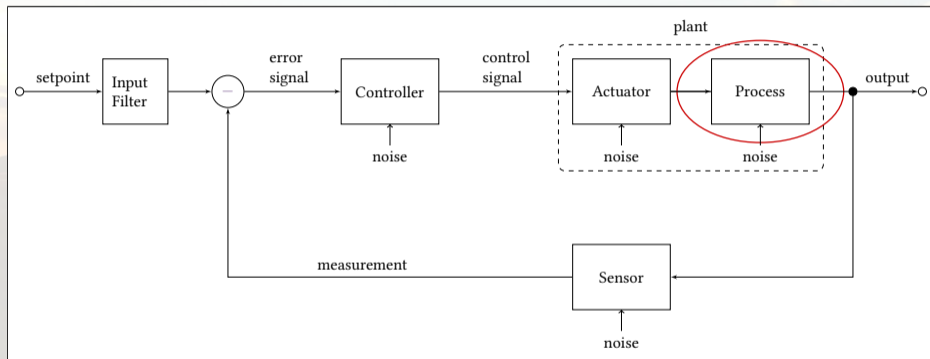 plant
setpoint
Input
Filter
−
error
signal
Controller
noise
control
signal
Actuator
noise
Process
noise
output
measurement
Sensor
noise